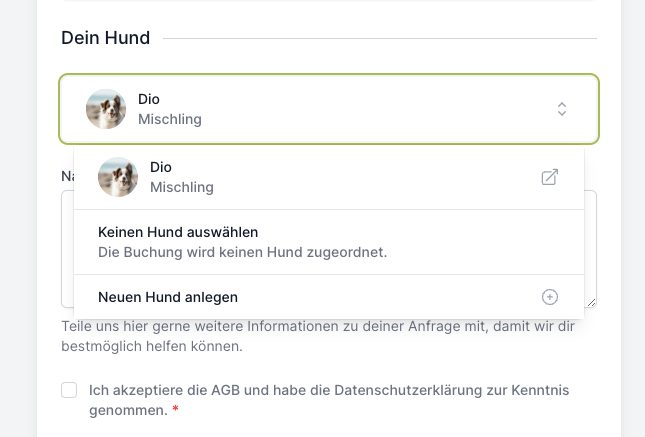 Dein Hund
Dio
Mischling
Dio
Mischling
Keinen Hund auswählen
Die Buchung wird keinen Hund zugeordnet.
Neuen Hund anlegen
Teile uns hier gerne weitere Informationen zu deiner Anfrage mit, damit wir dir
bestmöglich helfen können.
Ich akzeptiere die AGB und habe die Datenschutzerklärung zur Kenntnis
genommen. *